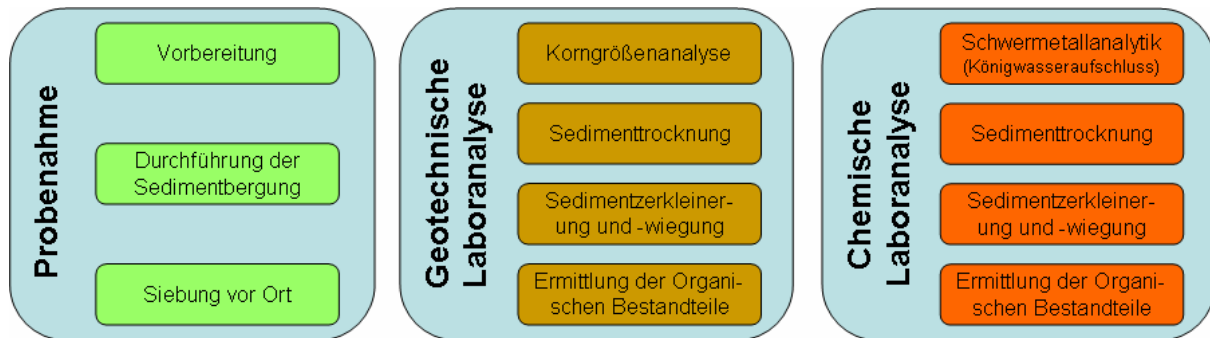 Probenahme
Vorbereitung
Durchführung der
Sedimentbergung
Siebung vor Ort
Geotechnische
Laboranalyse
Korngrößenanalyse
Sedimenttrocknung
Sedimentzerkleiner-
ung und -wiegung
Ermittlung der Organi-
schen Bestandteile
Chemische
Laboranalyse
Schwermetallanalytik
(Königwasseraufschluss)
Sedimenttrocknung
Sedimentzerkleiner-
ung und -wiegung
Ermittlung der Organi-
schen Bestandteile